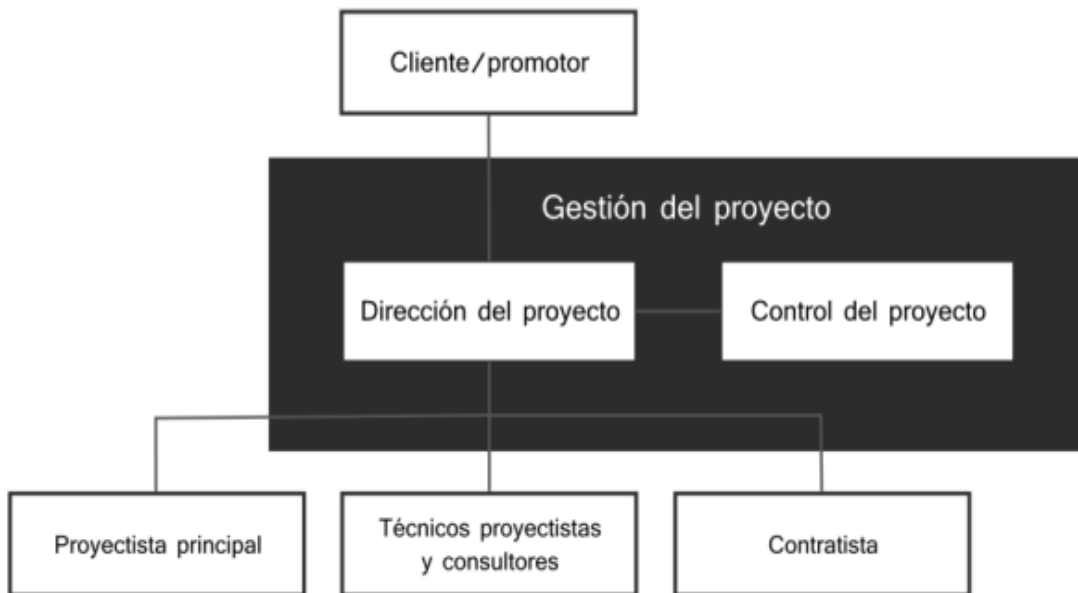 Cliente/promotor
Gestión del proyecto
Dirección del proyecto
Control del proyecto
Proyectista principal
Técnicos proyectistas
y consultores
Contratista